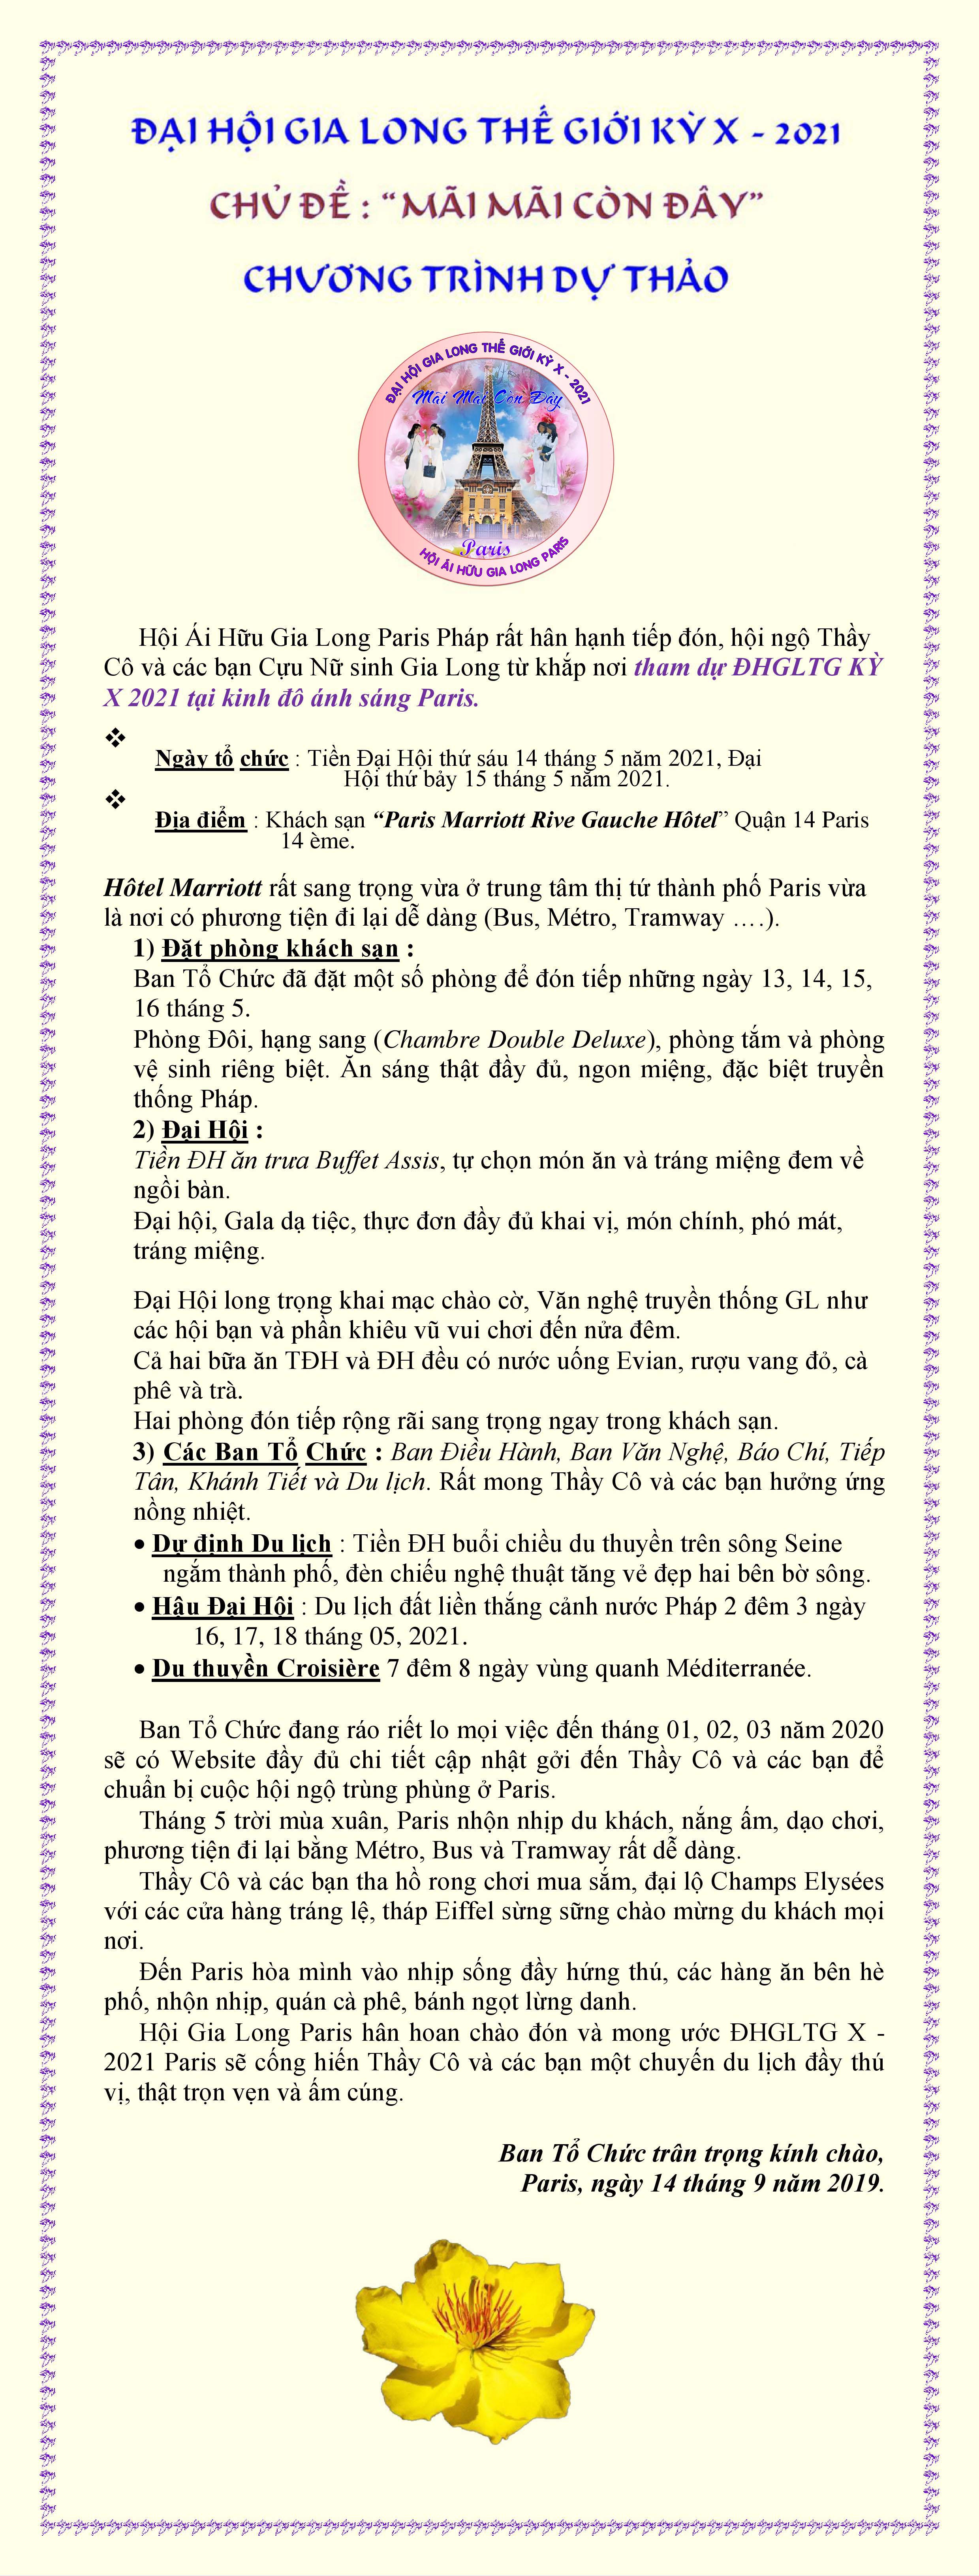 ĐẠI HỘI GIA LONG THẾ GIỚI KỲ X - 2021
CHỦ ĐỀ : “MÃI MÃI CÒN ĐÂY”
CHƯƠNG TRÌNH DỰ THẢO
ĐẠI HỘI GIA LONG THẾ GIỚI KỲ X - 2021
Mãi Mãi Còn Đây
Paris
HỘI ÁI HỮU GIA LONG PARIS
Hội Ái Hữu Gia Long Paris Pháp rất hân hạnh tiếp đón, hội ngộ Thầy
Cô và các bạn Cựu Nữ sinh Gia Long từ khắp nơi tham dự ĐHGLTG KỲ
X 2021 tại kinh đô ánh sáng Paris.
❖
Ngày tổ chức : Tiền Đại Hội thứ sáu 14 tháng 5 năm 2021, Đại
Hội thứ bảy 15 tháng 5 năm 2021.
❖
Địa điểm : Khách sạn “Paris Marriott Rive Gauche Hôtel” Quận 14 Paris
14 ème.
Hôtel Marriott rất sang trọng vừa ở trung tâm thị tứ thành phố Paris vừa
là nơi có phương tiện đi lại dễ dàng (Bus, Métro, Tramway ….).
1) Đặt phòng khách sạn :
Ban Tổ Chức đã đặt một số phòng để đón tiếp những ngày 13, 14, 15,
16 tháng 5.
Phòng Đôi, hạng sang (Chambre Double Deluxe), phòng tắm và phòng
vệ sinh riêng biệt. Ăn sáng thật đầy đủ, ngon miệng, đặc biệt truyền
thống Pháp.
2) Đại Hội :
Tiền ĐH ăn trưa Buffet Assis, tự chọn món ăn và tráng miệng đem về
ngồi bàn.
Đại hội, Gala dạ tiệc, thực đơn đầy đủ khai vị, món chính, phó mát,
tráng miệng.
Đại Hội long trọng khai mạc chào cờ, Văn nghệ truyền thống GL như
các hội bạn và phần khiêu vũ vui chơi đến nửa đêm.
Cả hai bữa ăn TĐH và ĐH đều có nước uống Evian, rượu vang đỏ, cà
phê và trà.
Hai phòng đón tiếp rộng rãi sang trọng ngay trong khách sạn.
3) Các Ban Tổ Chức : Ban Điều Hành, Ban Văn Nghệ, Báo Chí, Tiếp
Tân, Khánh Tiết và Du lịch. Rất mong Thầy Cô và các bạn hưởng ứng
nồng nhiệt.
• Dự định Du lịch : Tiền ĐH buổi chiều du thuyền trên sông Seine
ngắm thành phố, đèn chiếu nghệ thuật tăng vẻ đẹp hai bên bờ sông.
• Hậu Đại Hội : Du lịch đất liền thắng cảnh nước Pháp 2 đêm 3 ngày
16, 17, 18 tháng 05, 2021.
• Du thuyền Croisière 7 đêm 8 ngày vùng quanh Méditerranée.
Ban Tổ Chức đang ráo riết lo mọi việc đến tháng 01, 02, 03 năm 2020
sẽ có Website đầy đủ chi tiết cập nhật gởi đến Thầy Cô và các bạn để
chuẩn bị cuộc hội ngộ trùng phùng ở Paris.
Tháng 5 trời mùa xuân, Paris nhộn nhịp du khách, nắng ấm, dạo chơi,
phương tiện đi lại bằng Métro, Bus và Tramway rất dễ dàng.
Thầy Cô và các bạn tha hồ rong chơi mua sắm, đại lộ Champs Elysées
với các cửa hàng tráng lệ, tháp Eiffel sừng sững chào mừng du khách mọi
nơi.
Đến Paris hòa mình vào nhịp sống đầy hứng thú, các hàng ăn bên hè
phố, nhộn nhịp, quán cà phê, bánh ngọt lừng danh.
Hội Gia Long Paris hân hoan chào đón và mong ước ĐHGLTG X -
2021 Paris sẽ cống hiến Thầy Cô và các bạn một chuyến du lịch đầy thú
vị, thật trọn vẹn và ấm cúng.
Ban Tổ Chức trân trọng kính chào,
Paris, ngày 14 tháng 9 năm 2019.